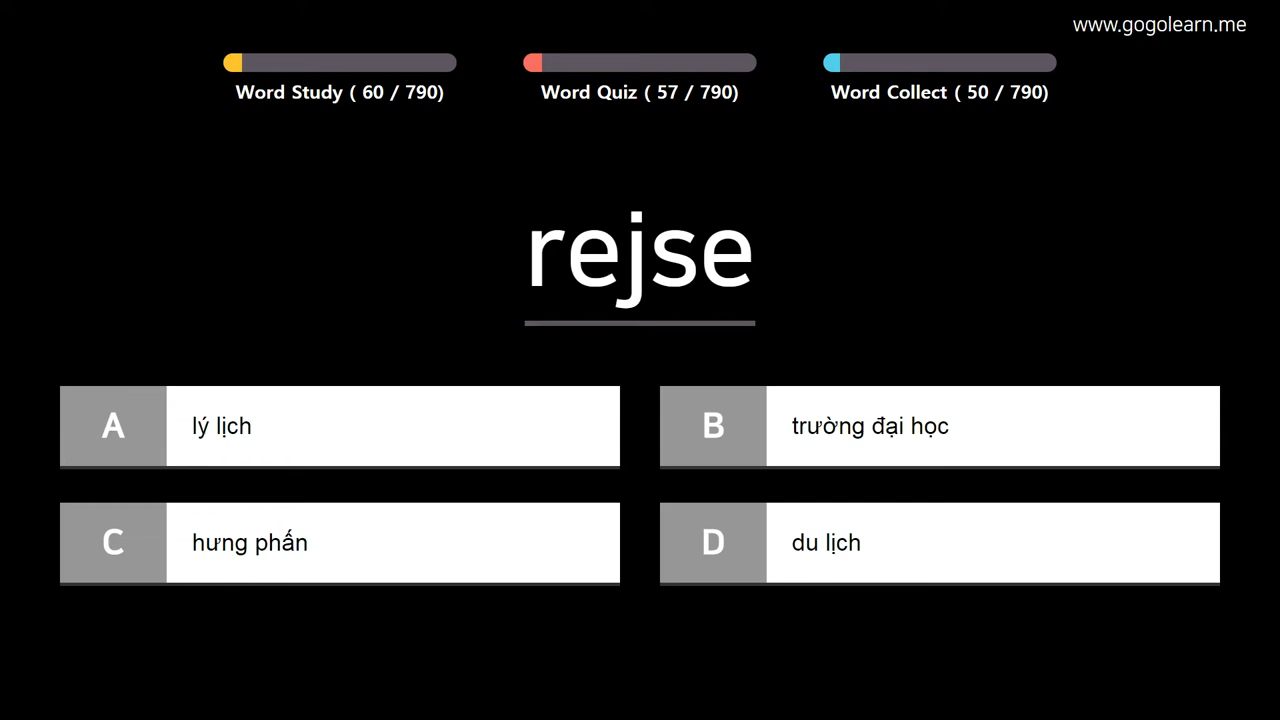 www.gogolearn.me
Word Study ( 60 / 790)
Word Quiz ( 57 / 790)
Word Collect ( 50 / 790)
rejse
A lý lịch
B trường đại học
C hưng phấn
D du lịch